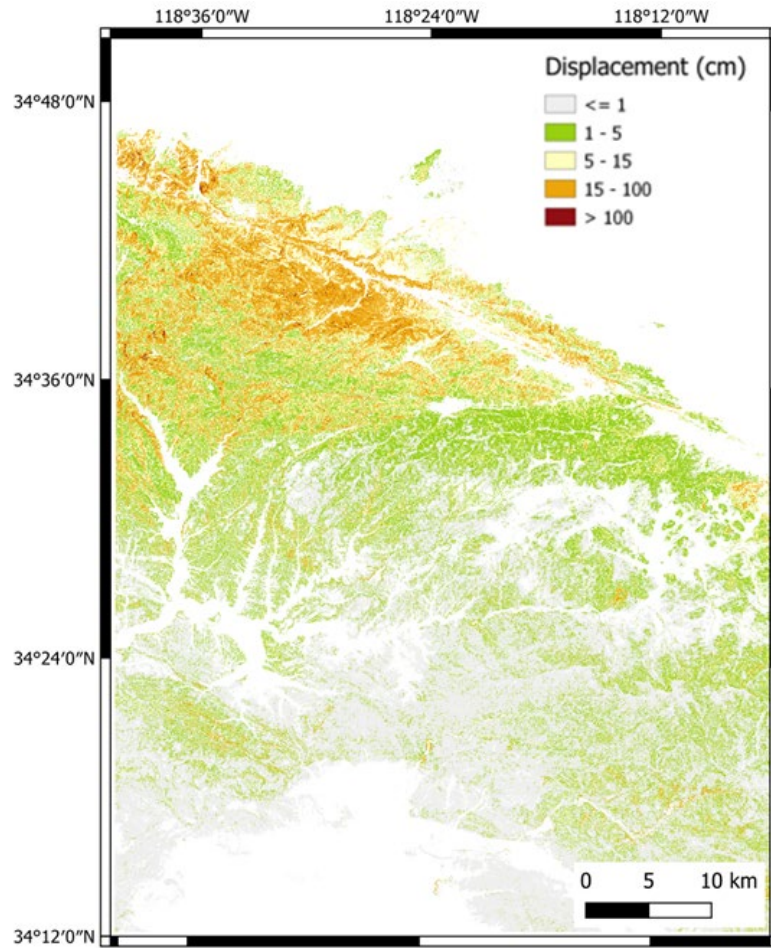 118°36′0″W 118°24′0″W 118°12′0″W
Displacement (cm)
<= 1
1 - 5
5 - 15
15 - 100
> 100
34°48′0″N
34°36′0″N
34°24′0″N
34°12′0″N
0 5 10 km